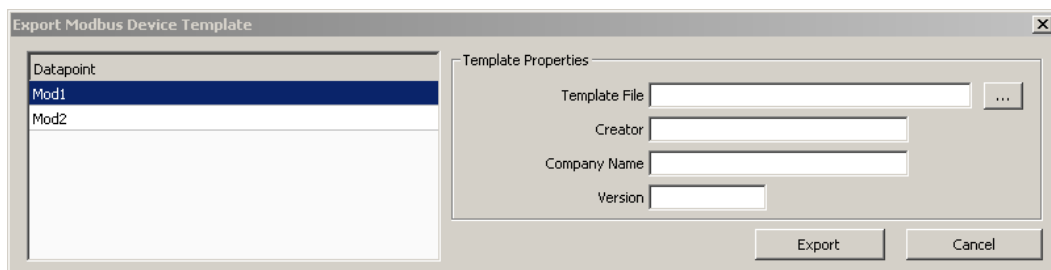 Export Modbus Device Template
Datapoint
Mod1
Mod2
Template Properties
Template File
...
Creator
Company Name
Version
Export
Cancel